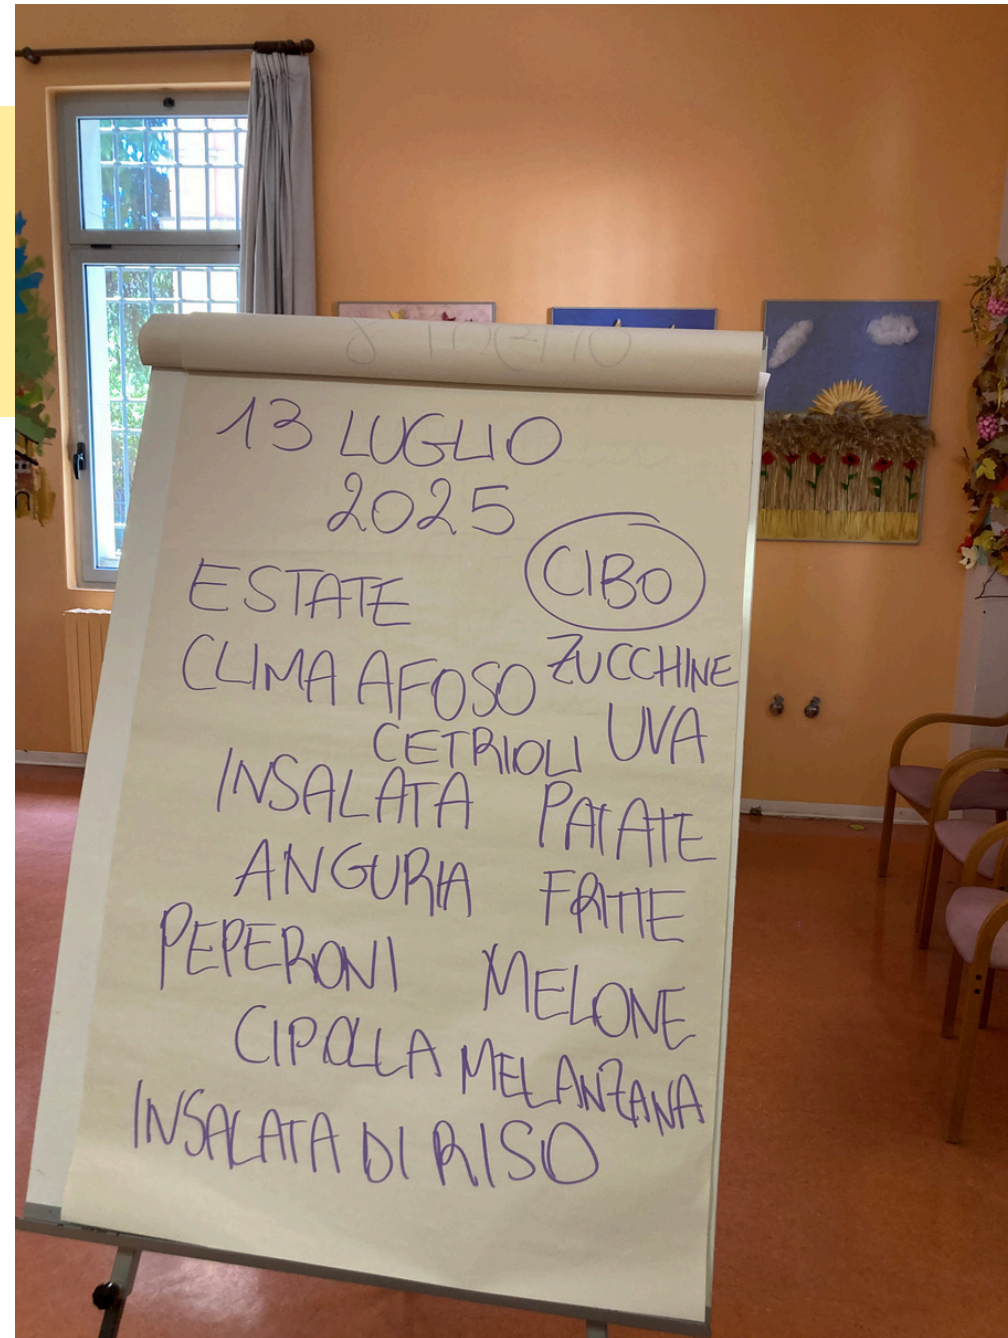 13 LUGLIO
2025
CIBO
ESTATE
ZUCCHINE
CLIMA AFOSO
UVA
CETRIOLI
INSALATA
PATATE
FRITTE
ANGURIA
PEPERONI
MELONE
CIPOLLA
MELANZANA
INSALATA DI RISO